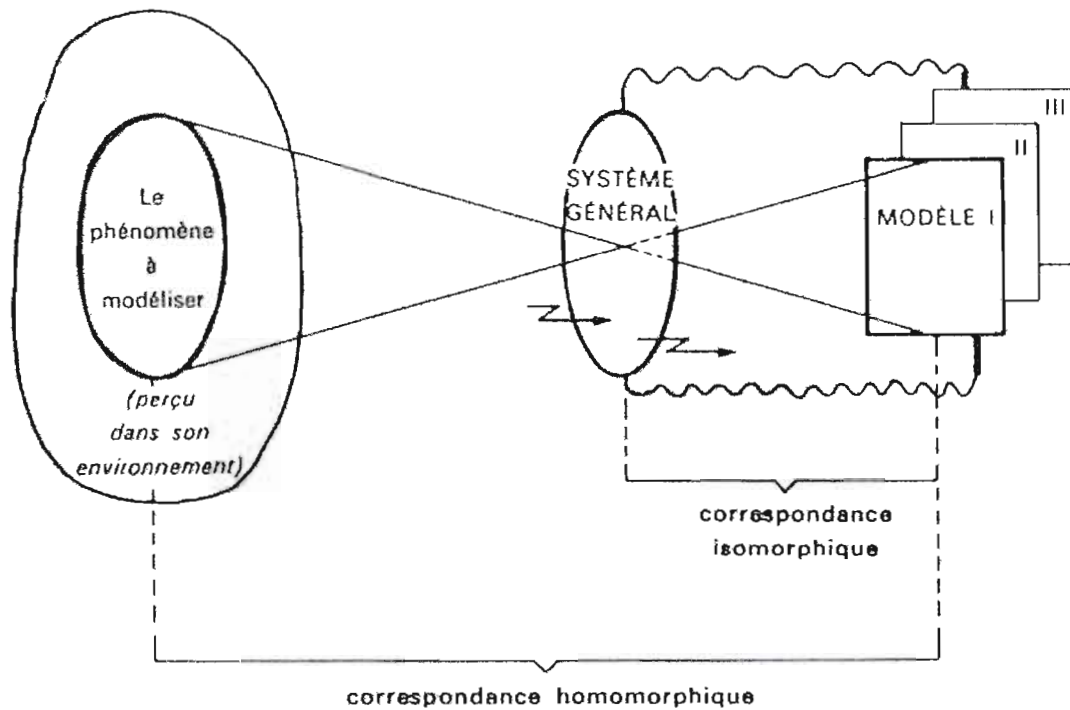 Le
phénomène
à
modéliser
(perçu
dans son
environnement)
SYSTÈME
GÉNÉRAL
MODÈLE I
II
III
correspondance
isomorphique
correspondance homomorphique